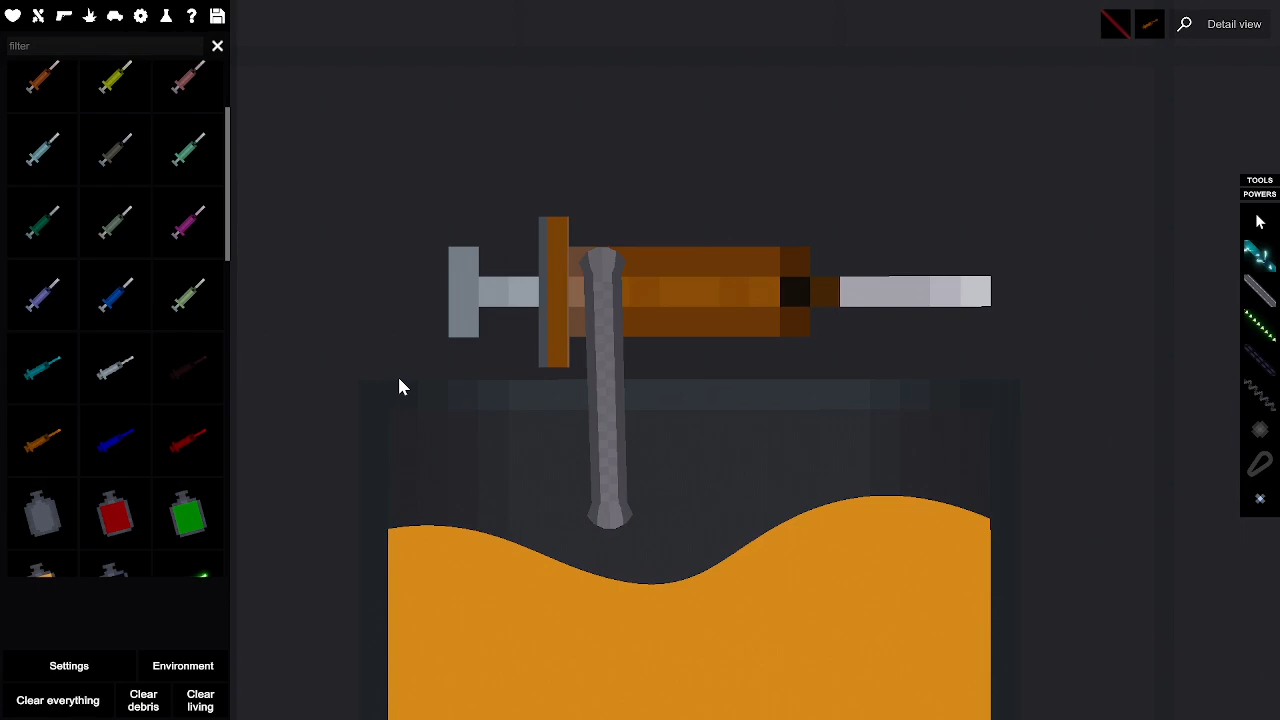 Detail view
filter
TOOLS
POWERS
Settings
Environment
Clear everything
Clear
debris
Clear
living